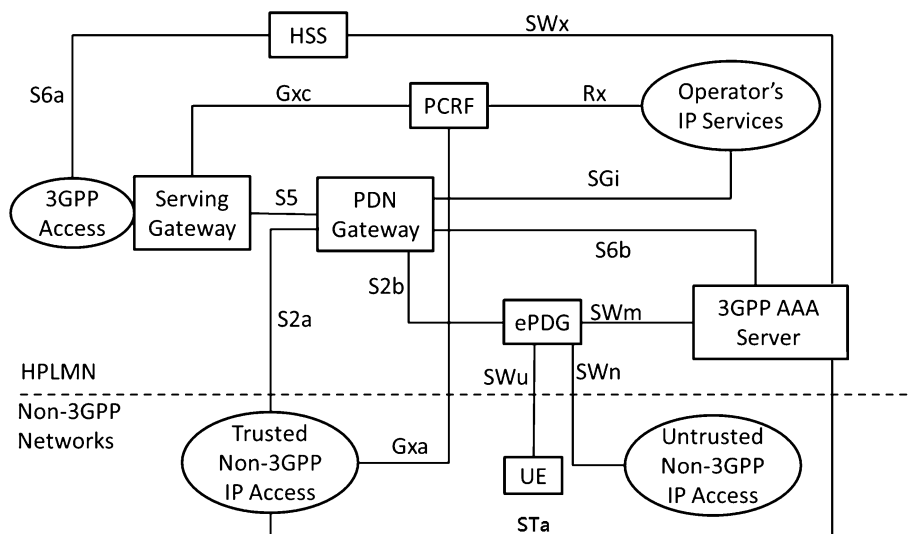 SWx
HSS
S6a
Gxc
PCRF
Rx
Operator's
IP Services
SGi
3GPP
Access
Serving
Gateway
S5
PDN
Gateway
S6b
S2b
S2a
ePDG
SWm
3GPP AAA
Server
HPLMN
SWu
SWn
Non-3GPP
Networks
Trusted
Non-3GPP
IP Access
Gxa
UE
Untrusted
Non-3GPP
IP Access
STa